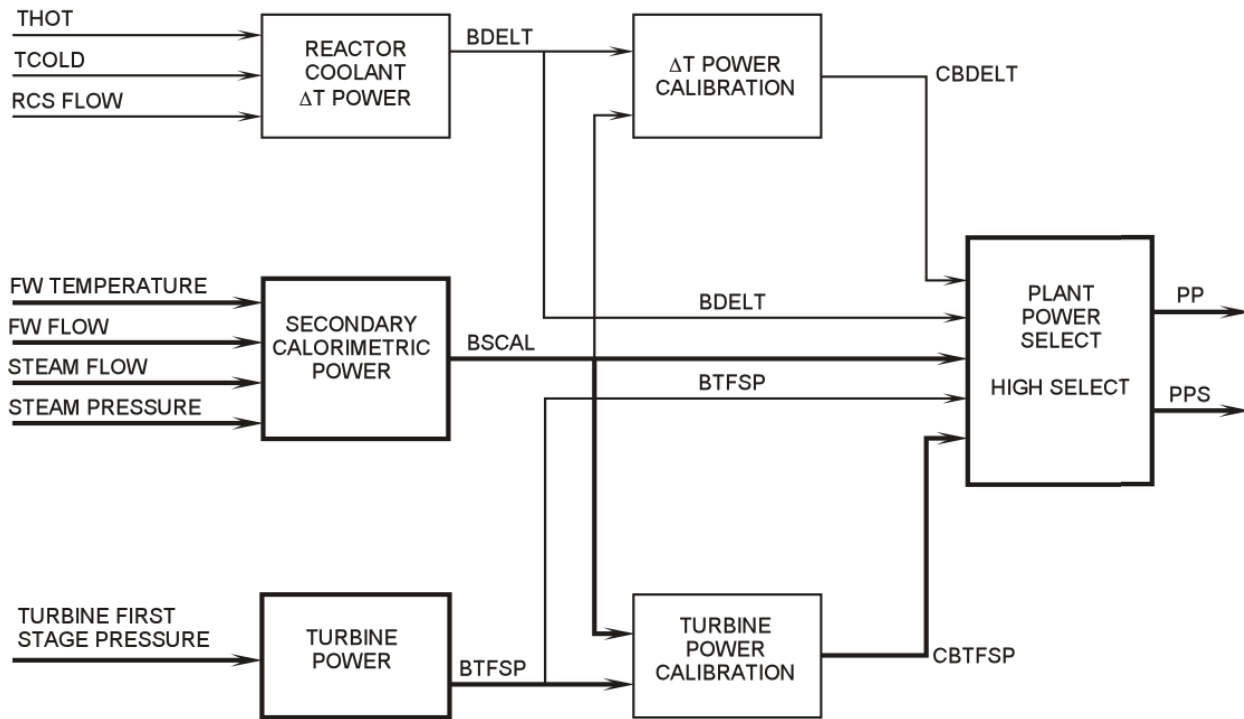 THOT
TCOLD
RCS FLOW
REACTOR
COOLANT
ΔT POWER
BDELT
ΔT POWER
CALIBRATION
CBDELT
FW TEMPERATURE
FW FLOW
STEAM FLOW
STEAM PRESSURE
SECONDARY
CALORIMETRIC
POWER
BSCAL
BDELT
BTFSP
PLANT
POWER
SELECT
HIGH SELECT
PP
PPS
TURBINE FIRST
STAGE PRESSURE
TURBINE
POWER
BTFSP
TURBINE
POWER
CALIBRATION
CBTFSP